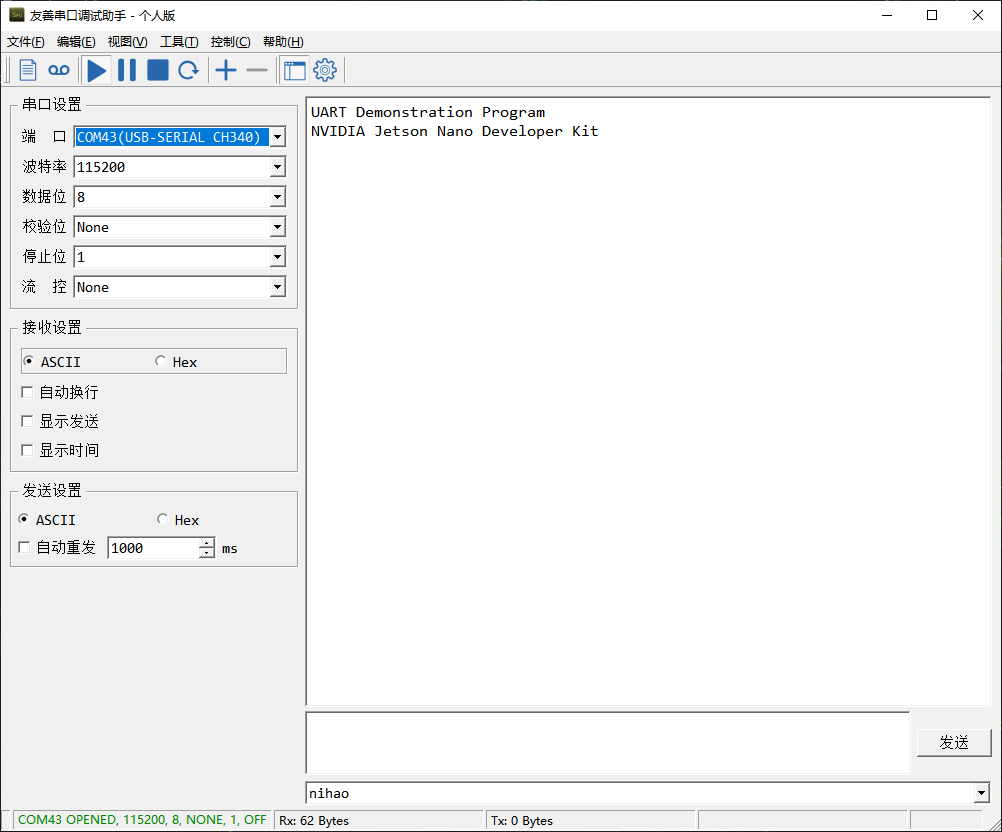 友善串口调试助手 - 个人版
文件(F) 编辑(E) 视图(V) 工具(T) 控制(C) 帮助(H)
串口设置
端 口 COM43(USB-SERIAL CH340)
波特率 115200
数据位 8
校验位 None
停止位 1
流 控 None
接收设置
ASCII Hex
自动换行
显示发送
显示时间
发送设置
ASCII Hex
自动重发 1000 ms
UART Demonstration Program
NVIDIA Jetson Nano Developer Kit
发送
nihao
COM43 OPENED, 115200, 8, NONE, 1, OFF Rx: 62 Bytes Tx: 0 Bytes